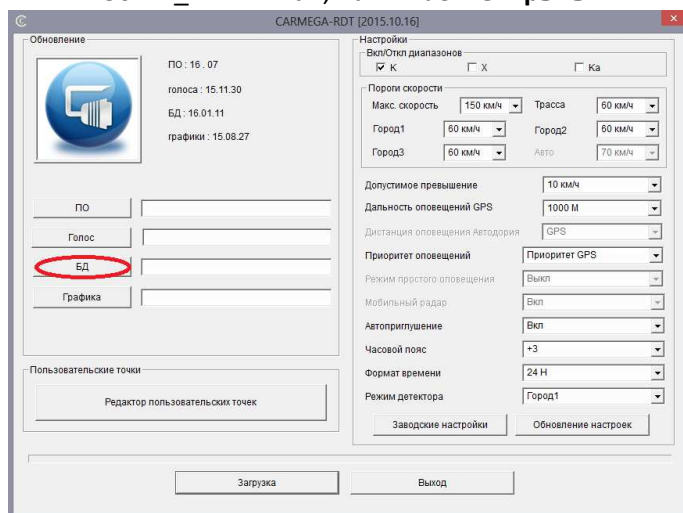 CARMEGA-RDT [2015.10.16]
Обновление
ПО : 16 . 07
голоса : 15.11.30
БД : 16.01.11
графики : 15.08.27
ПО
Голос
БД
Графика
Пользовательские точки
Редактор пользовательских точек
Настройки
Вкл/Откл диапазонов
K X Ka
Пороги скорости
Макс. скорость 150 км/ч Трасса 60 км/ч
Город1 60 км/ч Город2 60 км/ч
Город3 60 км/ч Авто 70 км/ч
Допустимое превышение 10 км/ч
Дальность оповещений GPS 1000 М
Дистанция оповещения Автодория GPS
Приоритет оповещений Приоритет GPS
Режим простого оповещения Выкл
Мобильный радар Вкл
Автоприглушение Вкл
Часовой пояс +3
Формат времени 24 H
Режим детектора Город1
Заводские настройки Обновление настроек
Загрузка Выход